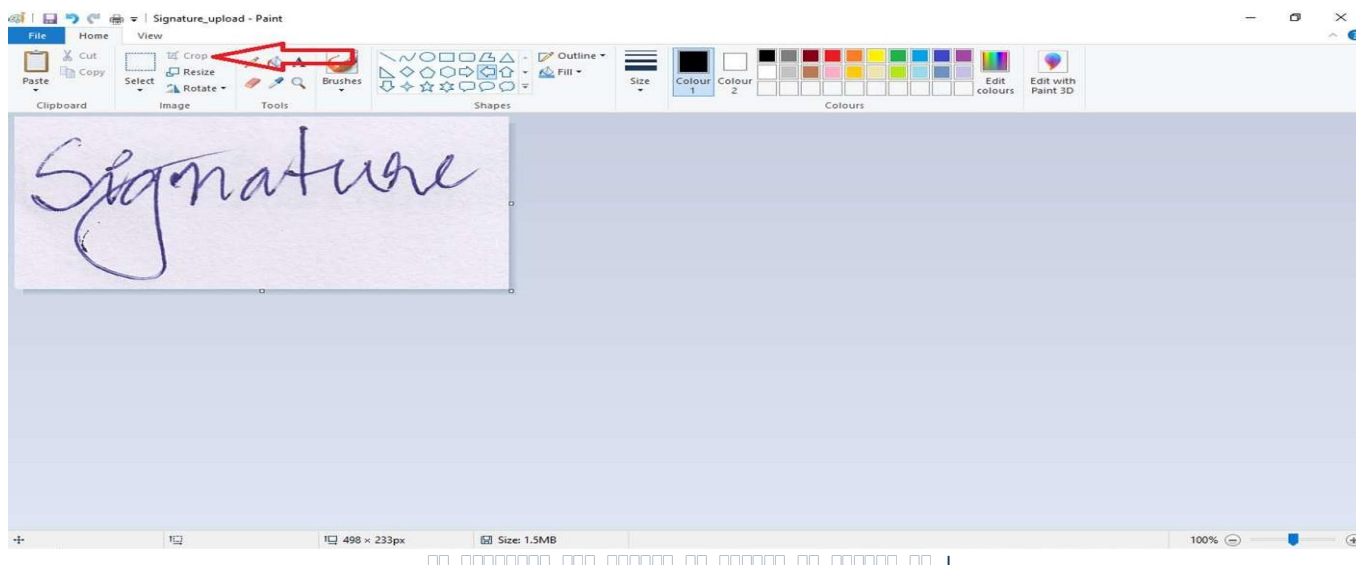 Signature_upload - Paint
File Home View
Cut
Copy
Paste
Select
Crop
Resize
Rotate
A
Brushes
Outline
Fill
Size
Colour 1
Colour 2
Edit colours
Edit with Paint 3D
Clipboard Image Tools Shapes Colours
Signature
498 × 233px Size: 1.5MB 100%